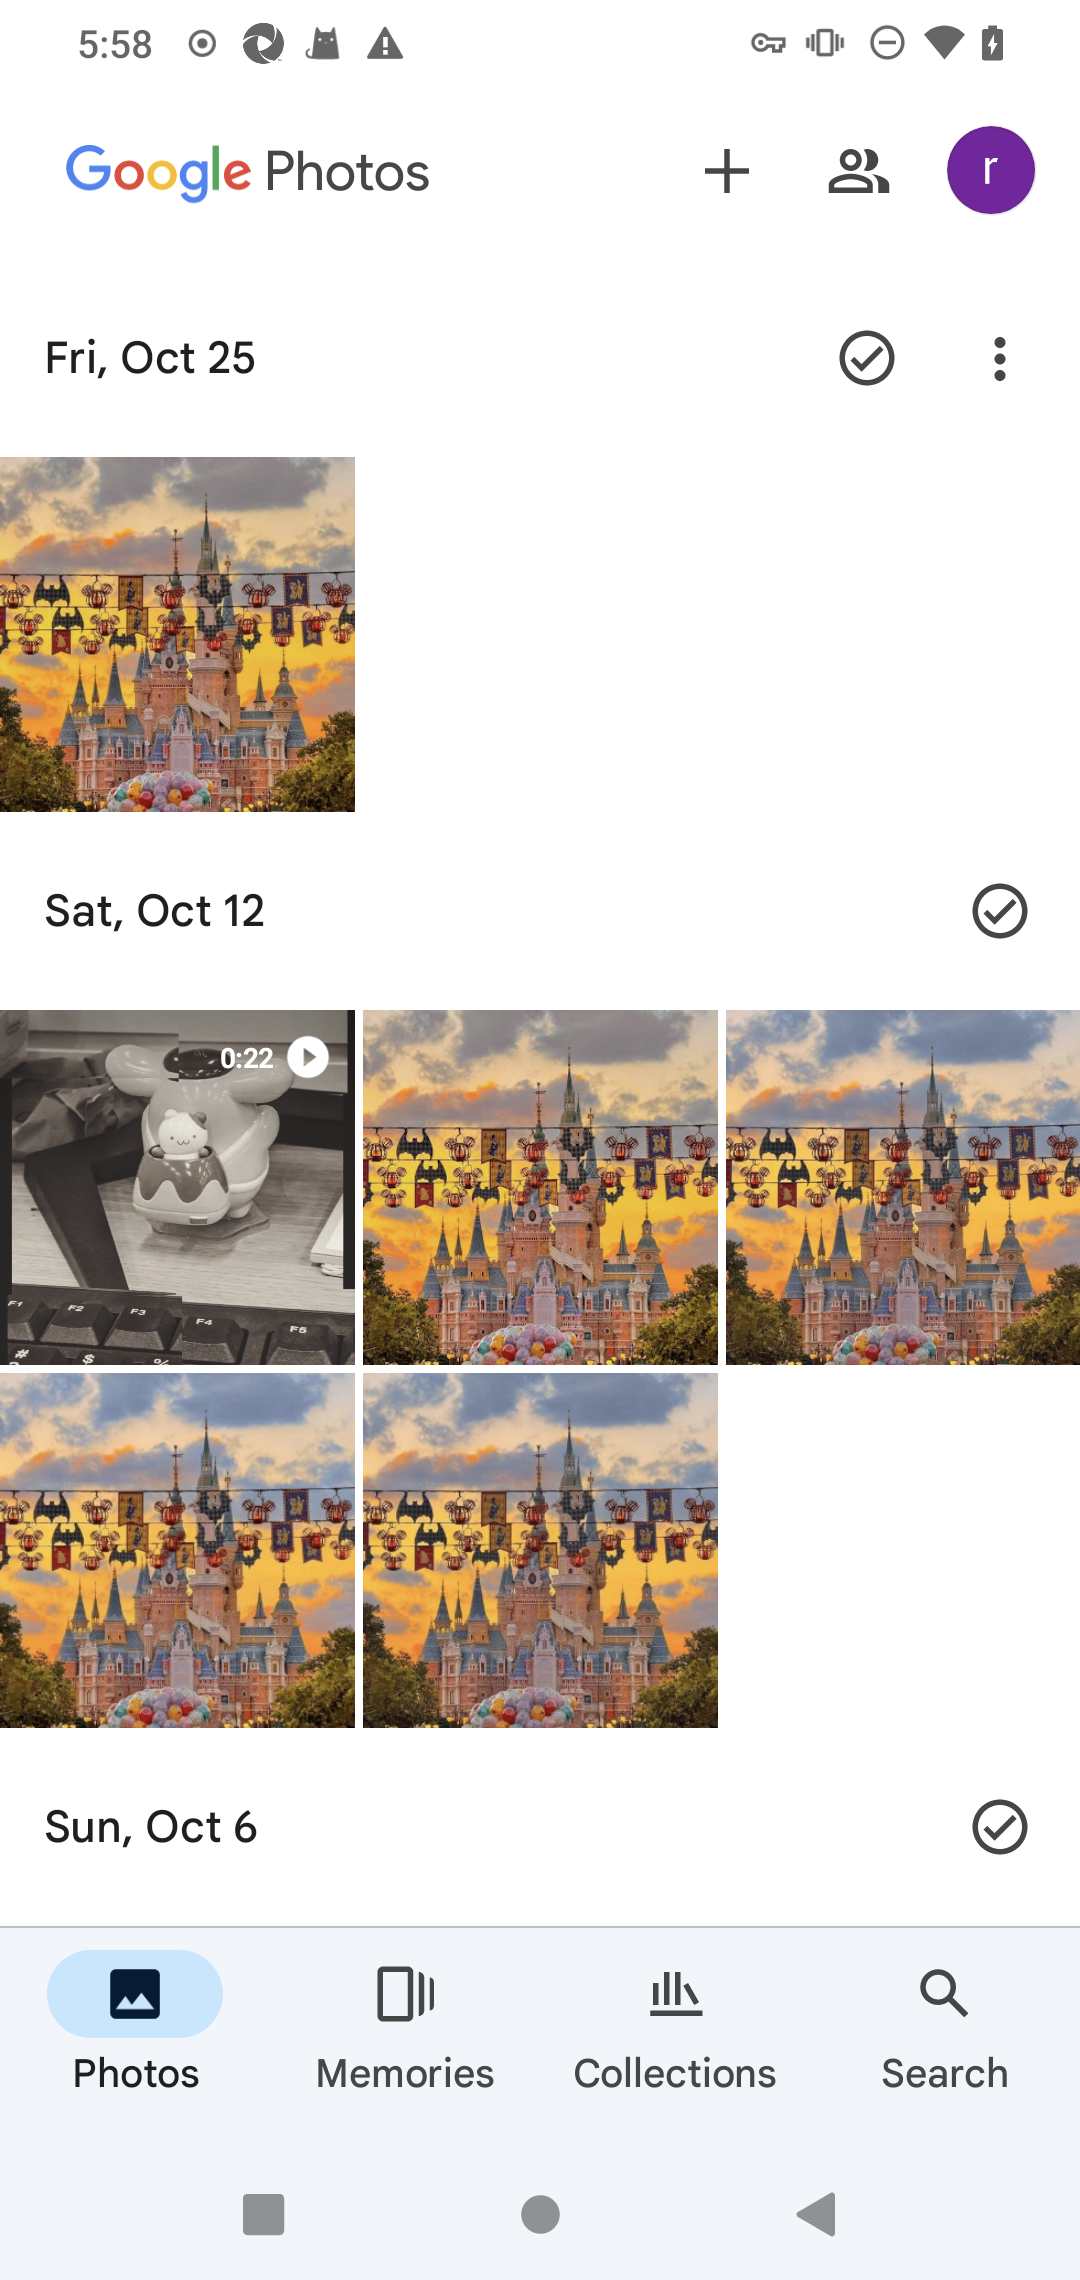 5:58
Google Photos
r
Fri, Oct 25
Sat, Oct 12
0:22
F1 F2 F3 F4 F5
# $ %
Sun, Oct 6
Photos Memories Collections Search